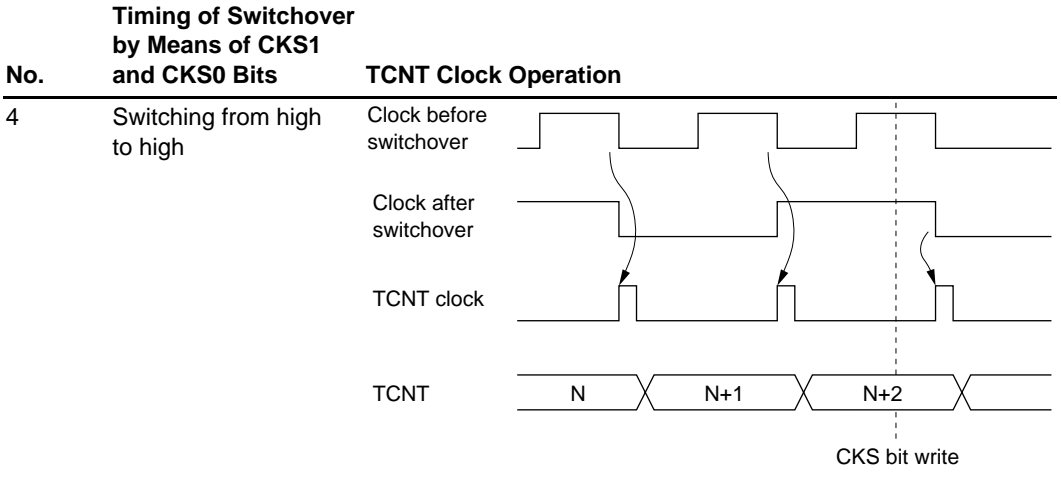 Timing of Switchover
by Means of CKS1
No. and CKS0 Bits TCNT Clock Operation
4 Switching from high
to high
Clock before
switchover
Clock after
switchover
TCNT clock
TCNT N N+1 N+2
CKS bit write